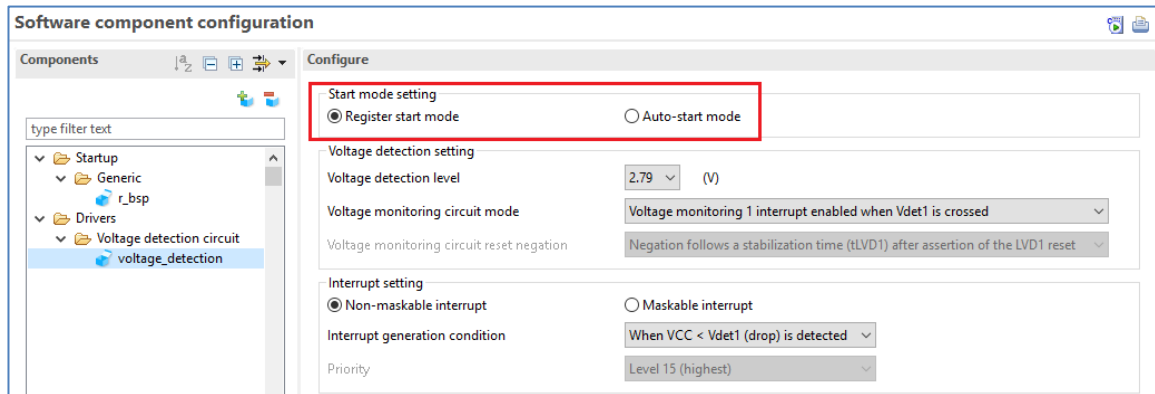 Software component configuration
Components
Configure
type filter text
Startup
Generic
r_bsp
Drivers
Voltage detection circuit
voltage_detection
Start mode setting
Register start mode Auto-start mode
Voltage detection setting
Voltage detection level 2.79 (V)
Voltage monitoring circuit mode Voltage monitoring 1 interrupt enabled when Vdet1 is crossed
Voltage monitoring circuit reset negation Negation follows a stabilization time (tLVD1) after assertion of the LVD1 reset
Interrupt setting
Non-maskable interrupt Maskable interrupt
Interrupt generation condition When VCC < Vdet1 (drop) is detected
Priority Level 15 (highest)